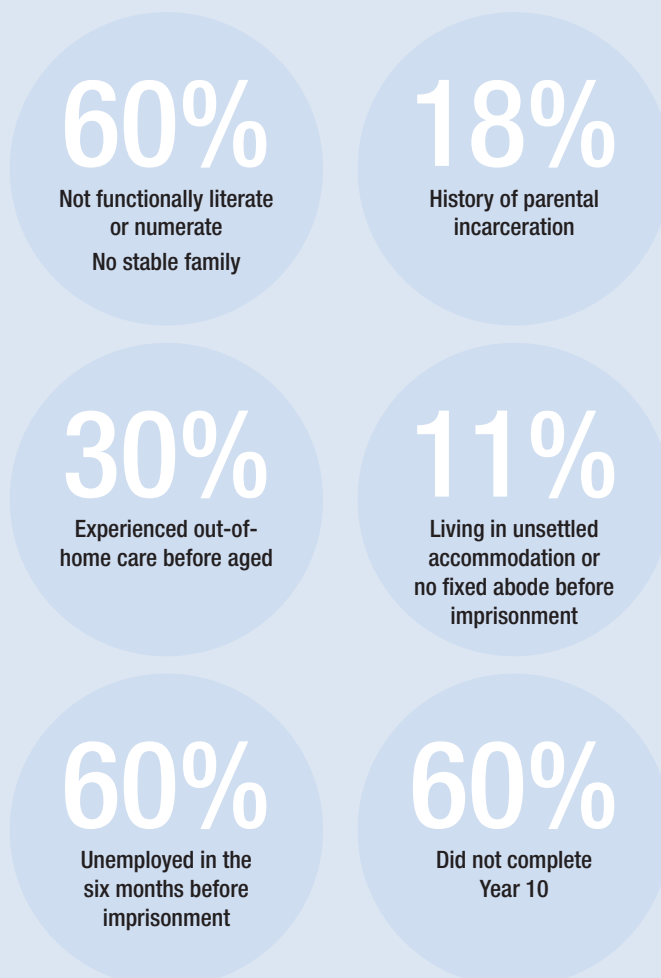 60%
Not functionally literate
or numerate
No stable family
18%
History of parental
incarceration
30%
Experienced out-of-
home care before aged
11%
Living in unsettled
accommodation or
no fixed abode before
imprisonment
60%
Unemployed in the
six months before
imprisonment
60%
Did not complete
Year 10